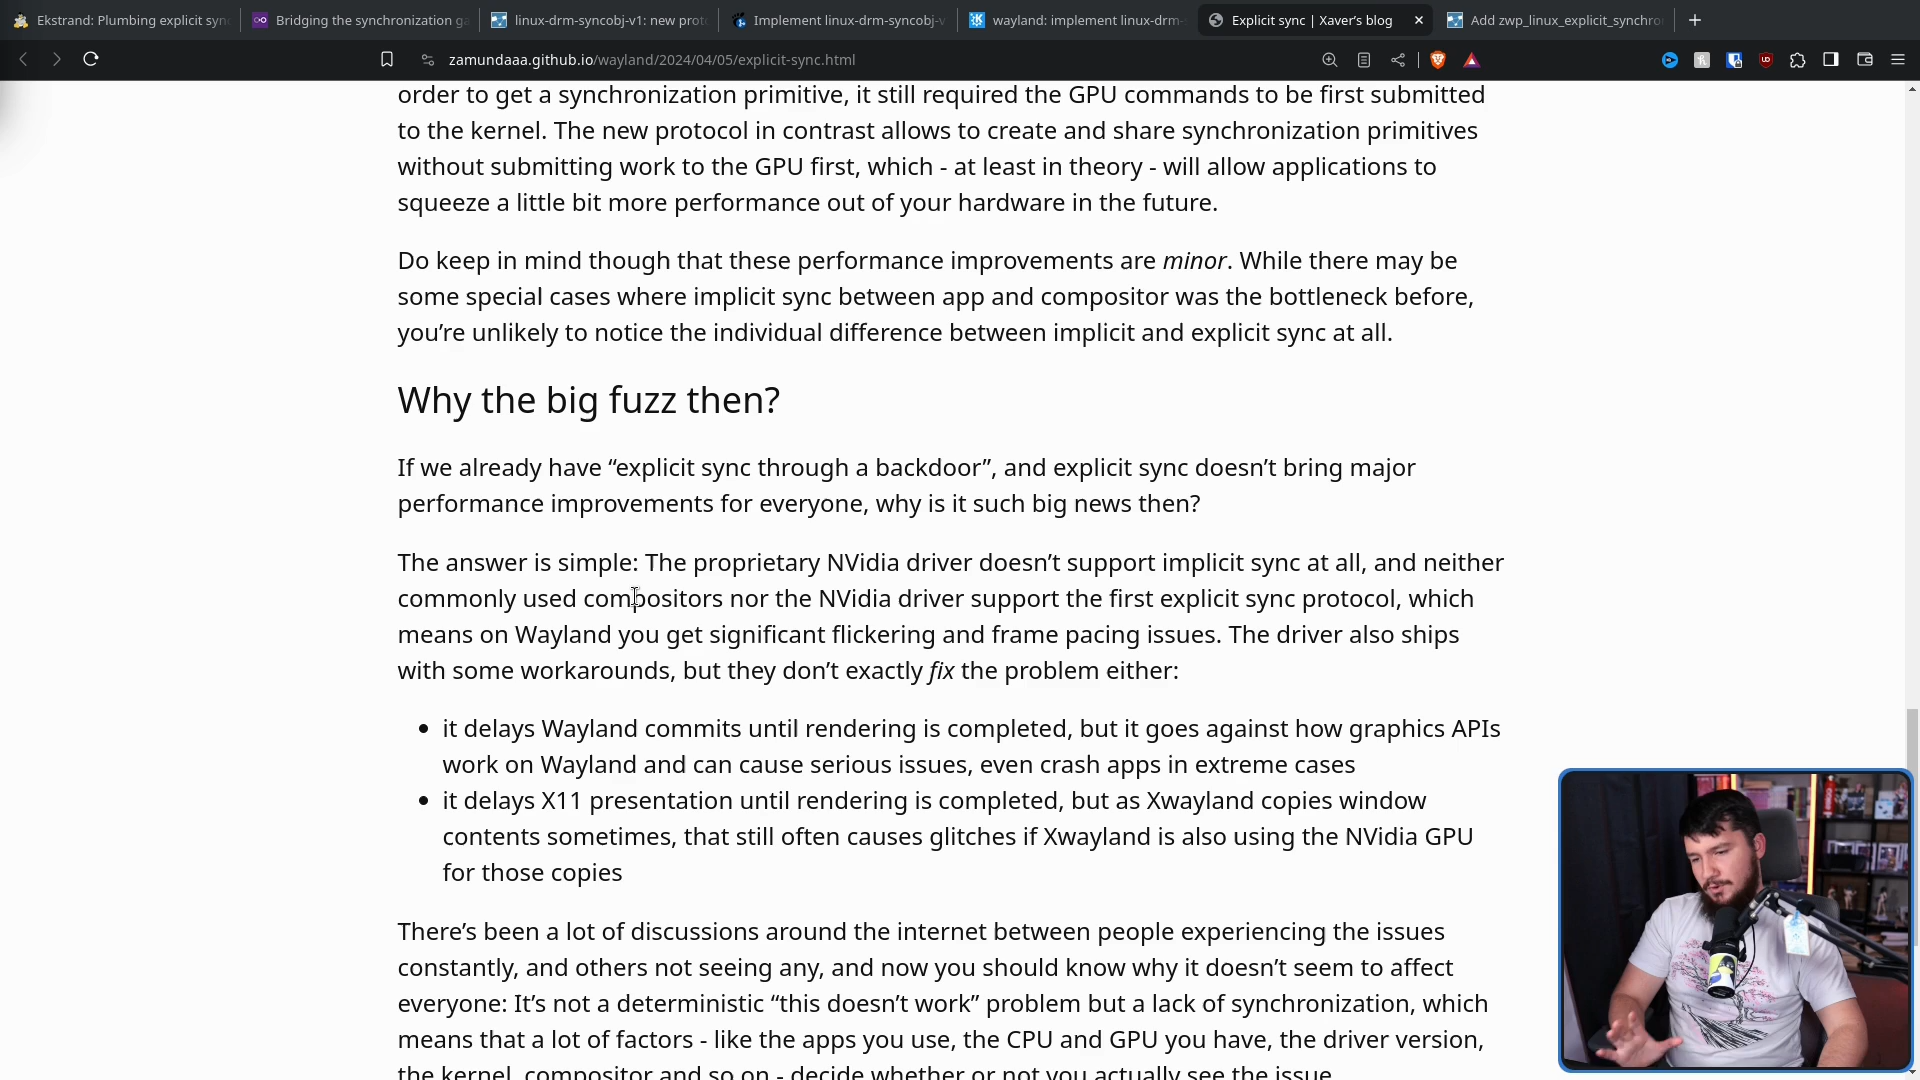 Ekstrand: Plumbing explicit syn
Bridging the synchronization ga
linux-drm-syncobj-v1: new proto
Implement linux-drm-syncobj-v
wayland: implement linux-drm-
Explicit sync | Xaver's blog
Add zwp_linux_explicit_synchro
zamundaaa.github.io/wayland/2024/04/05/explicit-sync.html
order to get a synchronization primitive, it still required the GPU commands to be first submitted
to the kernel. The new protocol in contrast allows to create and share synchronization primitives
without submitting work to the GPU first, which - at least in theory - will allow applications to
squeeze a little bit more performance out of your hardware in the future.
Do keep in mind though that these performance improvements are minor. While there may be
some special cases where implicit sync between app and compositor was the bottleneck before,
you're unlikely to notice the individual difference between implicit and explicit sync at all.
Why the big fuzz then?
If we already have “explicit sync through a backdoor”, and explicit sync doesn't bring major
performance improvements for everyone, why is it such big news then?
The answer is simple: The proprietary NVidia driver doesn't support implicit sync at all, and neither
commonly used compositors nor the NVidia driver support the first explicit sync protocol, which
means on Wayland you get significant flickering and frame pacing issues. The driver also ships
with some workarounds, but they don't exactly fix the problem either:
• it delays Wayland commits until rendering is completed, but it goes against how graphics APIs
work on Wayland and can cause serious issues, even crash apps in extreme cases
• it delays X11 presentation until rendering is completed, but as Xwayland copies window
contents sometimes, that still often causes glitches if Xwayland is also using the NVidia GPU
for those copies
There's been a lot of discussions around the internet between people experiencing the issues
constantly, and others not seeing any, and now you should know why it doesn't seem to affect
everyone: It's not a deterministic “this doesn't work” problem but a lack of synchronization, which
means that a lot of factors - like the apps you use, the CPU and GPU you have, the driver version,
the kernel, compositor and so on - decide whether or not you actually see the issue.